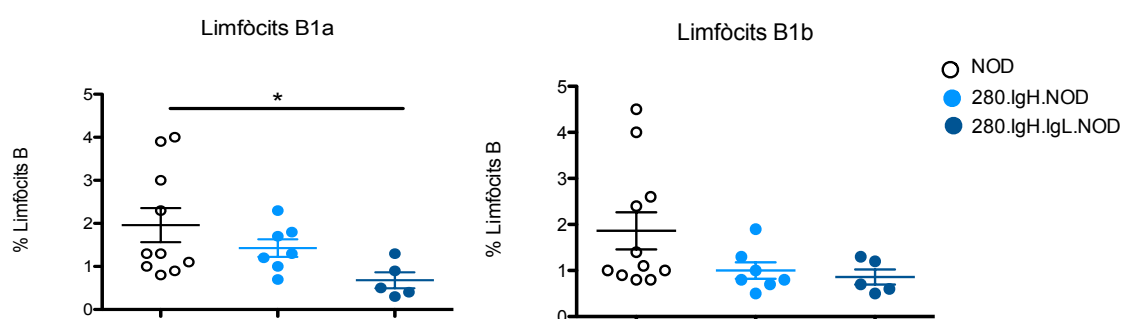 Limfòcits B1a
% Limfòcits B
5
4
3
2
1
0
*
Limfòcits B1b
% Limfòcits B
5
4
3
2
1
0
NOD
280.IgH.NOD
280.IgH.IgL.NOD